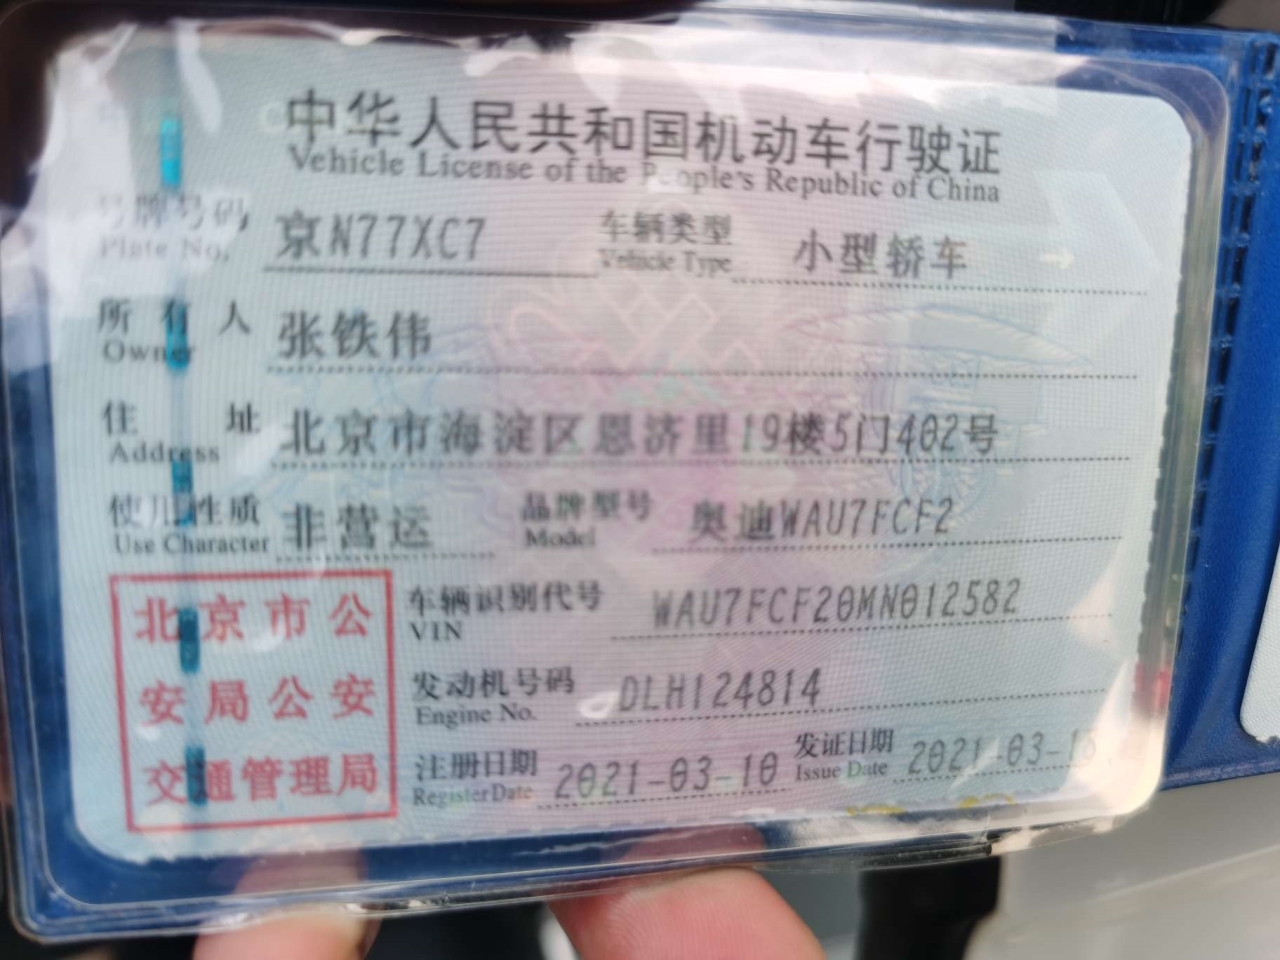 中华人民共和国机动车行驶证
Vehicle License of the People's Republic of China
号牌号码 京N77XC7 车辆类型 小型轿车
Plate No. Vehicle Type
所有人 张铁伟
Owner
住址 北京市海淀区恩济里19楼5门402号
Address
使用性质 非营运 品牌型号 奥迪WAU7FCF2
Use Character Model
北京市公
安局公安
交通管理局
车辆识别代号 WAU7FCF20MN012582
VIN
发动机号码 DLH124814
Engine No.
注册日期 2021-03-10 发证日期 2021-03-
Register Date Issue Date